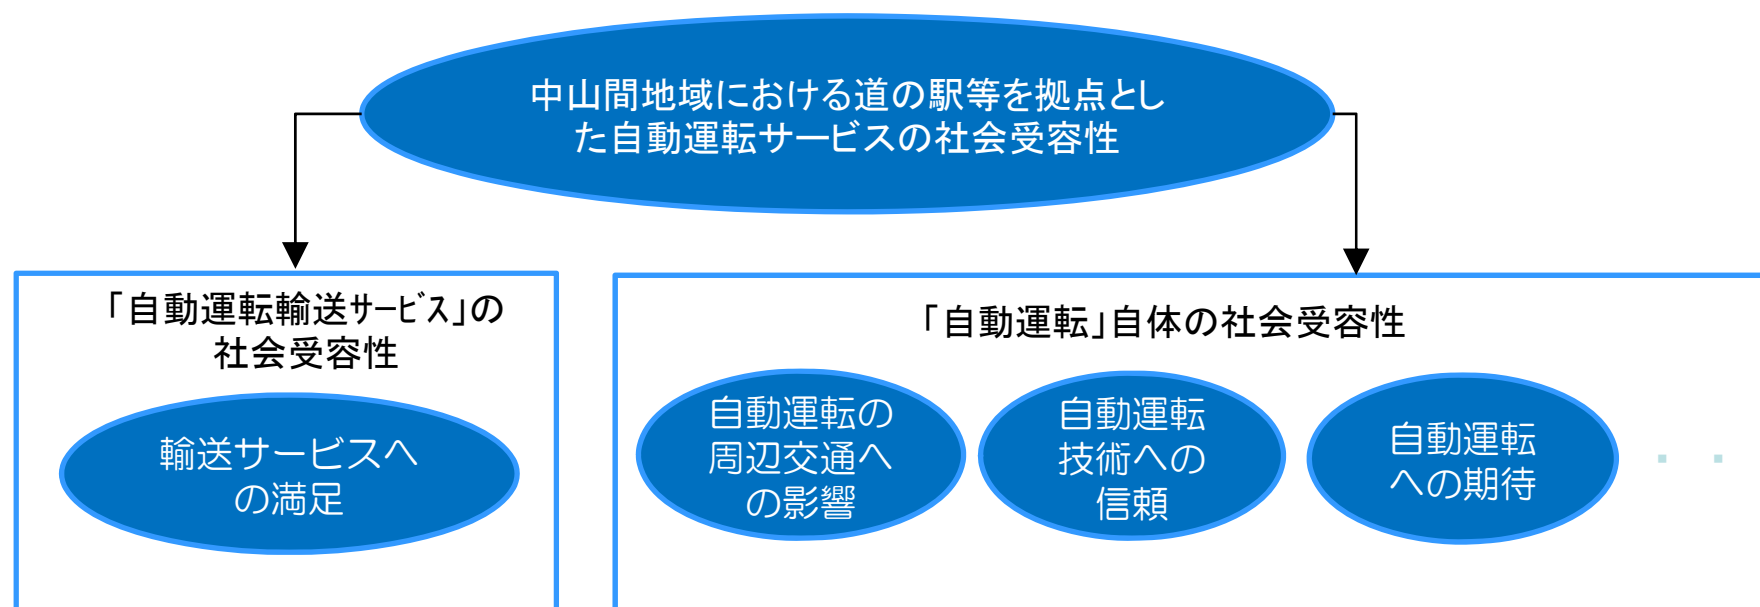 中山間地域における道の駅等を拠点とし
た自動運転サービスの社会受容性
「自動運転輸送ｻｰﾋﾞｽ」の
社会受容性
輸送サービスへ
の満足
「自動運転」自体の社会受容性
自動運転の
周辺交通へ
の影響
自動運転
技術への
信頼
自動運転
への期待
・・